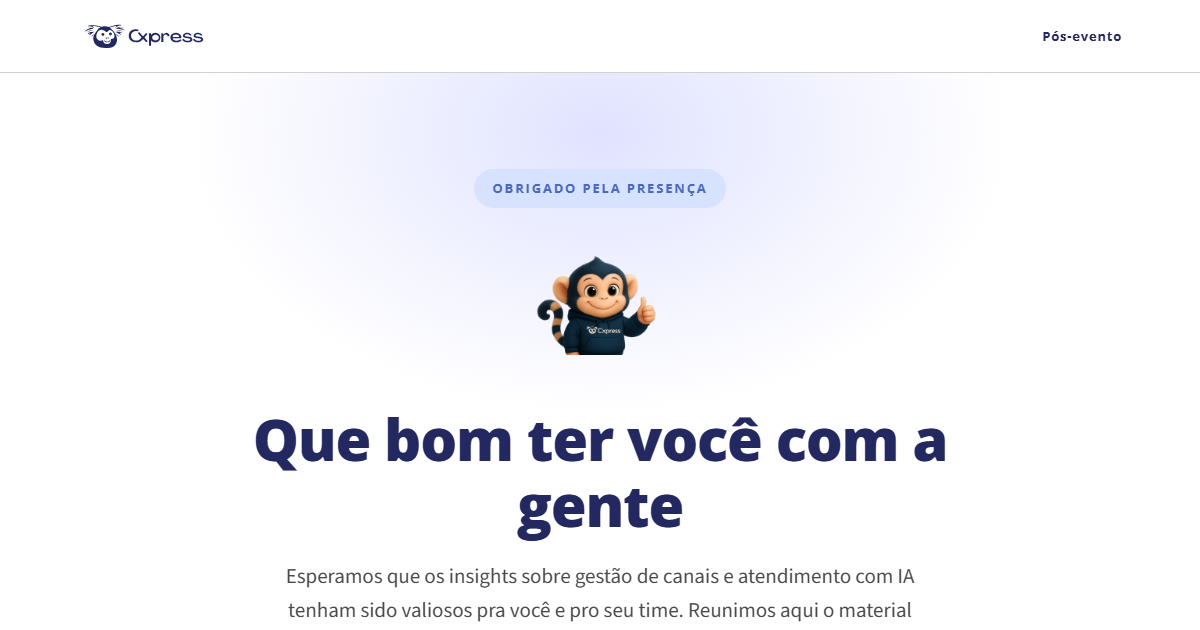 Cxpress
Pós-evento
OBRIGADO PELA PRESENÇA
Cxpress
Que bom ter você com a
gente
Esperamos que os insights sobre gestão de canais e atendimento com IA
tenham sido valiosos pra você e pro seu time. Reunimos aqui o material